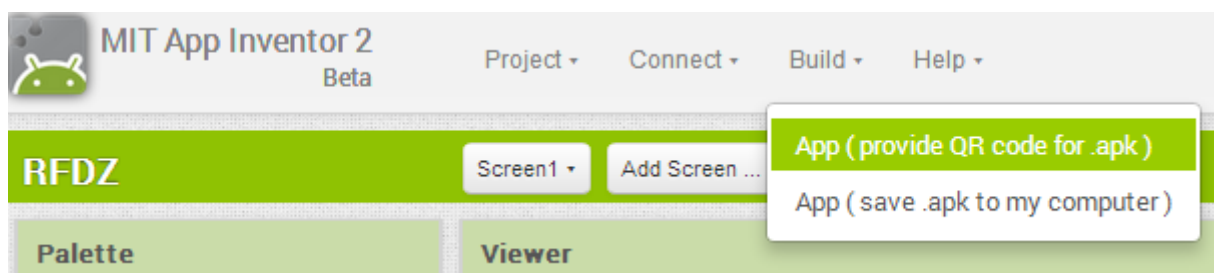 MIT App Inventor 2
Beta
Project
Connect
Build
Help
App ( provide QR code for .apk )
App ( save .apk to my computer )
RFDZ
Screen1
Add Screen ...
Palette
Viewer